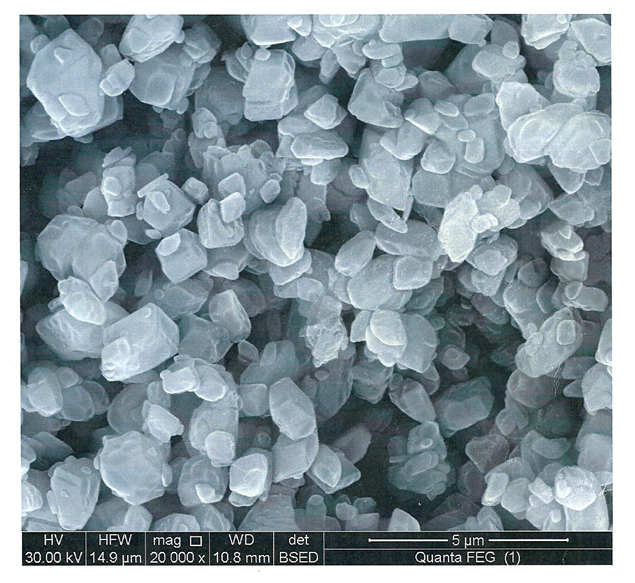 HV HFW mag □ WD det 5 µm
30.00 kV 14.9 µm 20 000 x 10.8 mm BSED Quanta FEG (1)